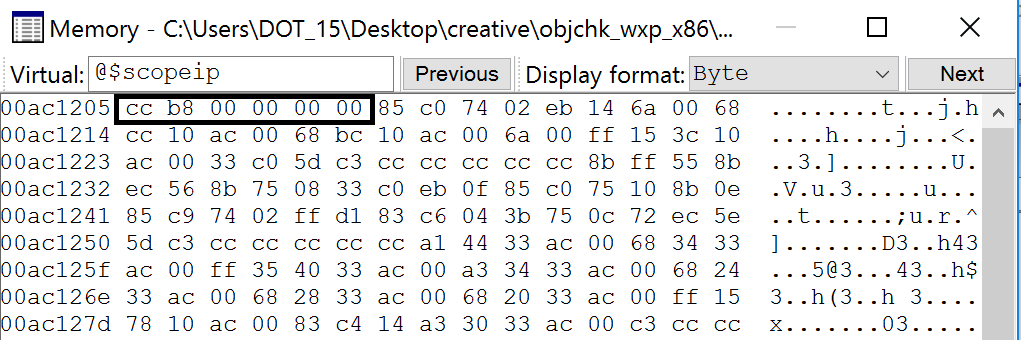 Memory - C:\Users\DOT_15\Desktop\creative\objchk_wxp_x86\...
Virtual: @$scopeip Previous Display format: Byte Next
00ac1205 cc b8 00 00 00 00 85 c0 74 02 eb 14 6a 00 68 ........t...j.h
00ac1214 cc 10 ac 00 68 bc 10 ac 00 6a 00 ff 15 3c 10 ....h....j...<.
00ac1223 ac 00 33 c0 5d c3 cc cc cc cc cc 8b ff 55 8b ..3.]........U.
00ac1232 ec 56 8b 75 08 33 c0 eb 0f 85 c0 75 10 8b 0e .V.u.3.....u...
00ac1241 85 c9 74 02 ff d1 83 c6 04 3b 75 0c 72 ec 5e ..t......;u.r.^
00ac1250 5d c3 cc cc cc cc cc a1 44 33 ac 00 68 34 33 ].......D3..h43
00ac125f ac 00 ff 35 40 33 ac 00 a3 34 33 ac 00 68 24 ...5@3...43..h$
00ac126e 33 ac 00 68 28 33 ac 00 68 20 33 ac 00 ff 15 3..h(3..h 3....
00ac127d 78 10 ac 00 83 c4 14 a3 30 33 ac 00 c3 cc cc x.......03.....